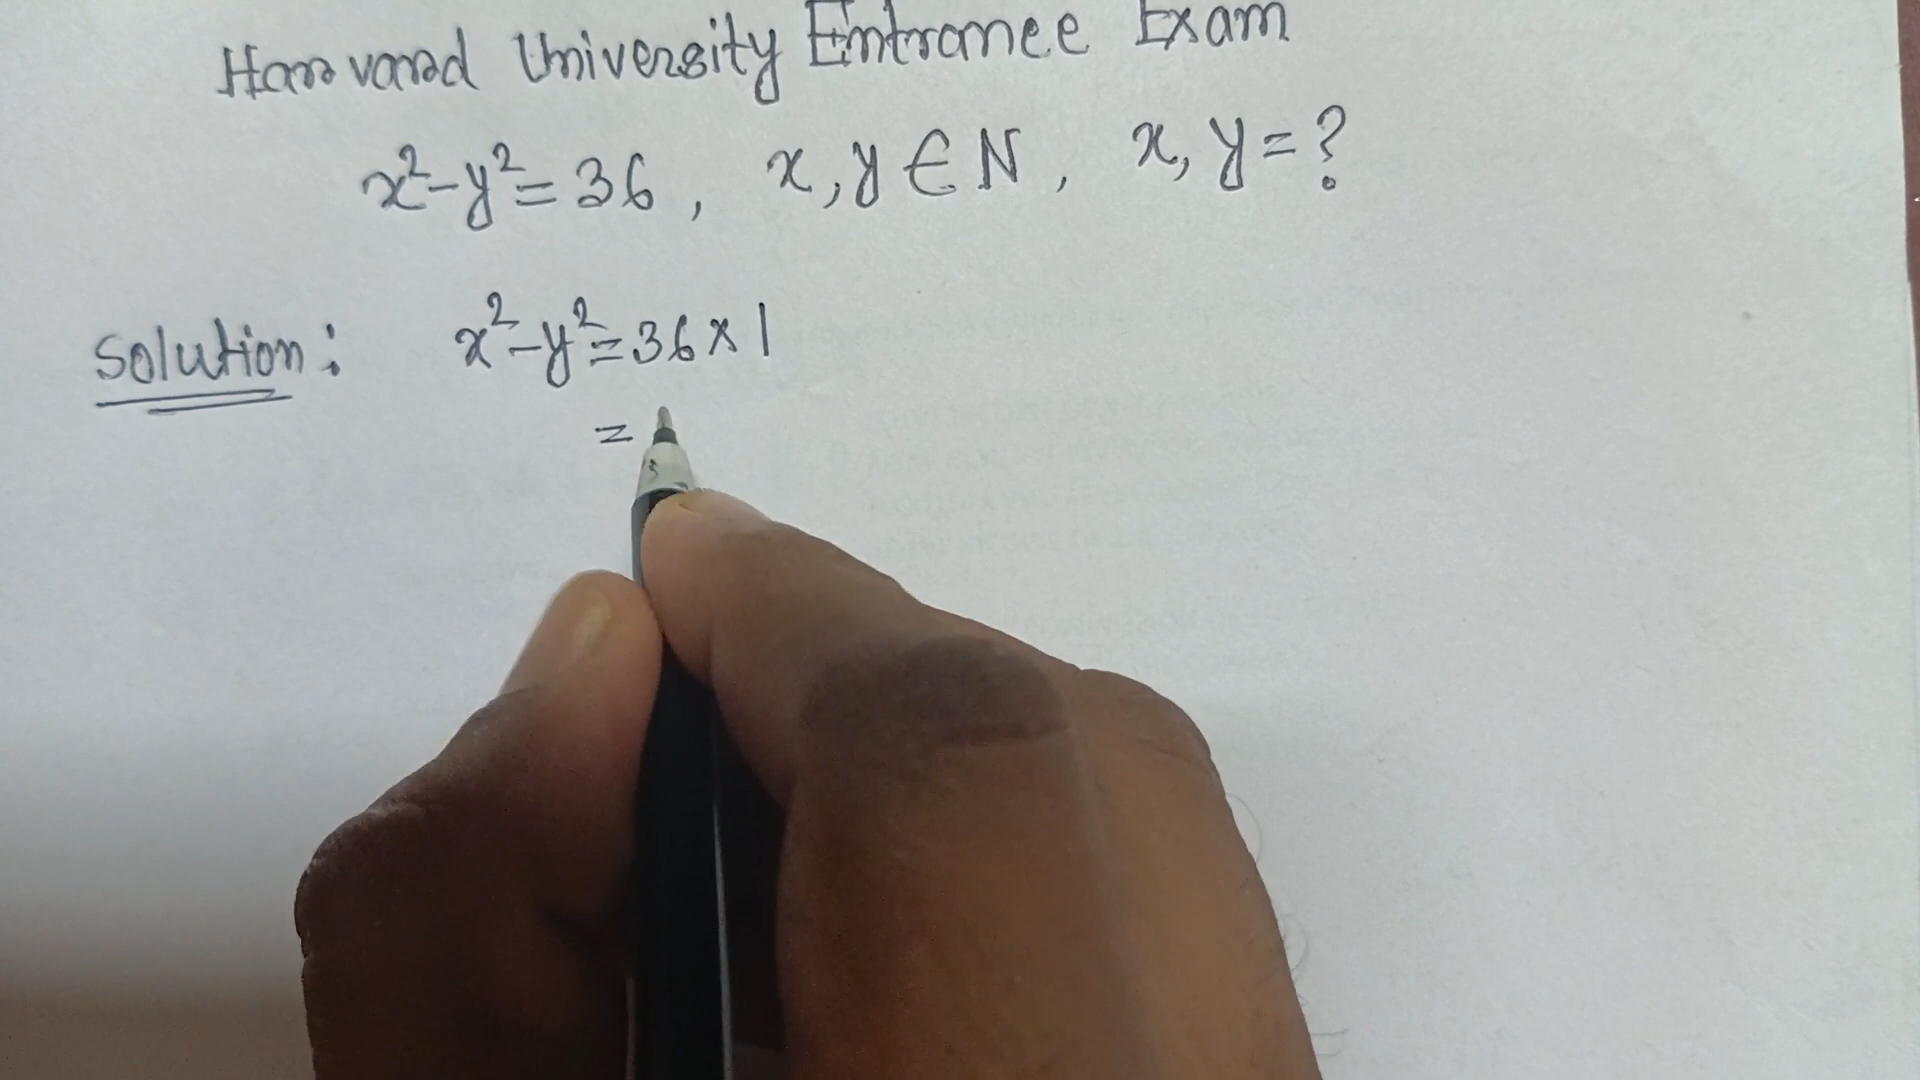 Harvard University Entrance Exam
x²-y²=36, x,y∈N, x,y=?
Solution: x²-y²=36×1
=